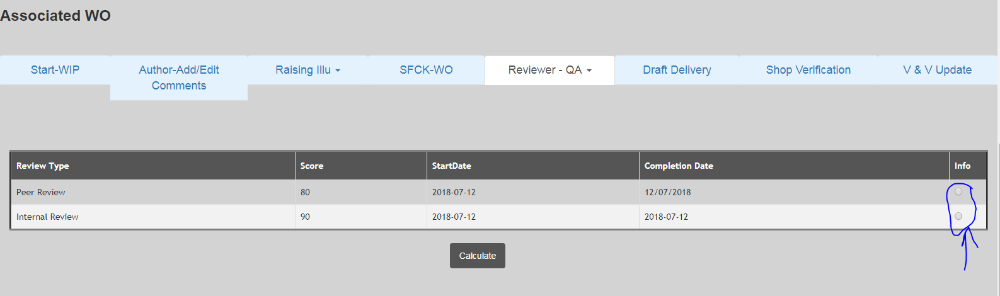 Associated WO
Start-WIP
Author-Add/Edit
Comments
Raising Illu
SFCK-WO
Reviewer - QA
Draft Delivery
Shop Verification
V & V Update
Review Type Score StartDate Completion Date Info
Peer Review 80 2018-07-12 12/07/2018
Internal Review 90 2018-07-12 2018-07-12
Calculate